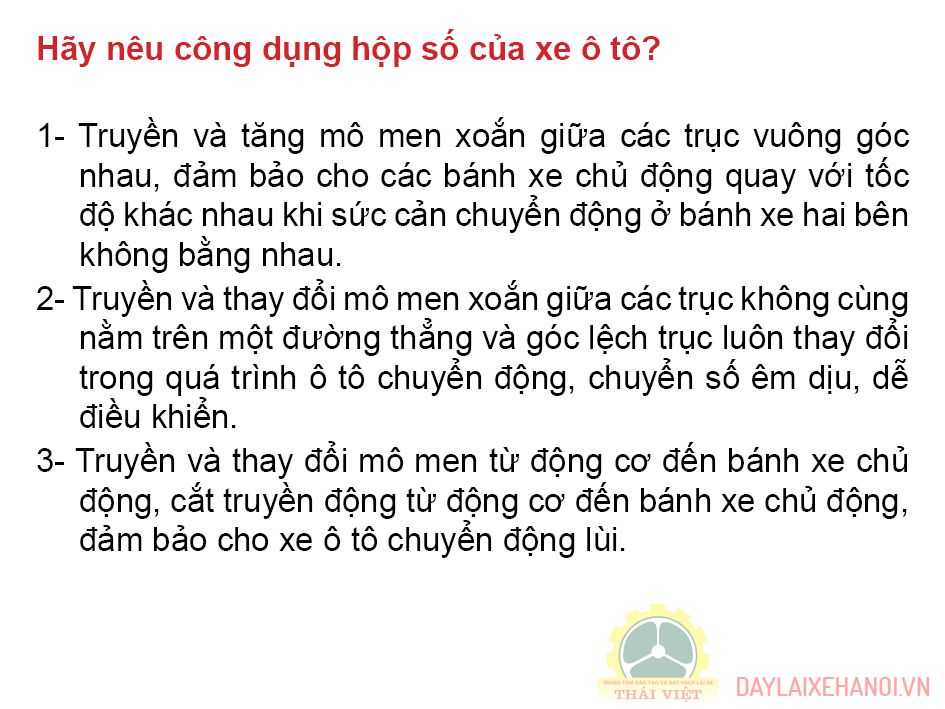 Hãy nêu công dụng hộp số của xe ô tô?
1- Truyền và tăng mô men xoắn giữa các trục vuông góc
nhau, đảm bảo cho các bánh xe chủ động quay với tốc
độ khác nhau khi sức cản chuyển động ở bánh xe hai bên
không bằng nhau.
2- Truyền và thay đổi mô men xoắn giữa các trục không cùng
nằm trên một đường thẳng và góc lệch trục luôn thay đổi
trong quá trình ô tô chuyển động, chuyển số êm dịu, dễ
điều khiển.
3- Truyền và thay đổi mô men từ động cơ đến bánh xe chủ
động, cắt truyền động từ động cơ đến bánh xe chủ động,
đảm bảo cho xe ô tô chuyển động lùi.
TRUNG TÂM ĐÀO TẠO VÀ SÁT HẠCH LÁI XE
THÁI VIỆT
DAYLAIXEHANOI.VN